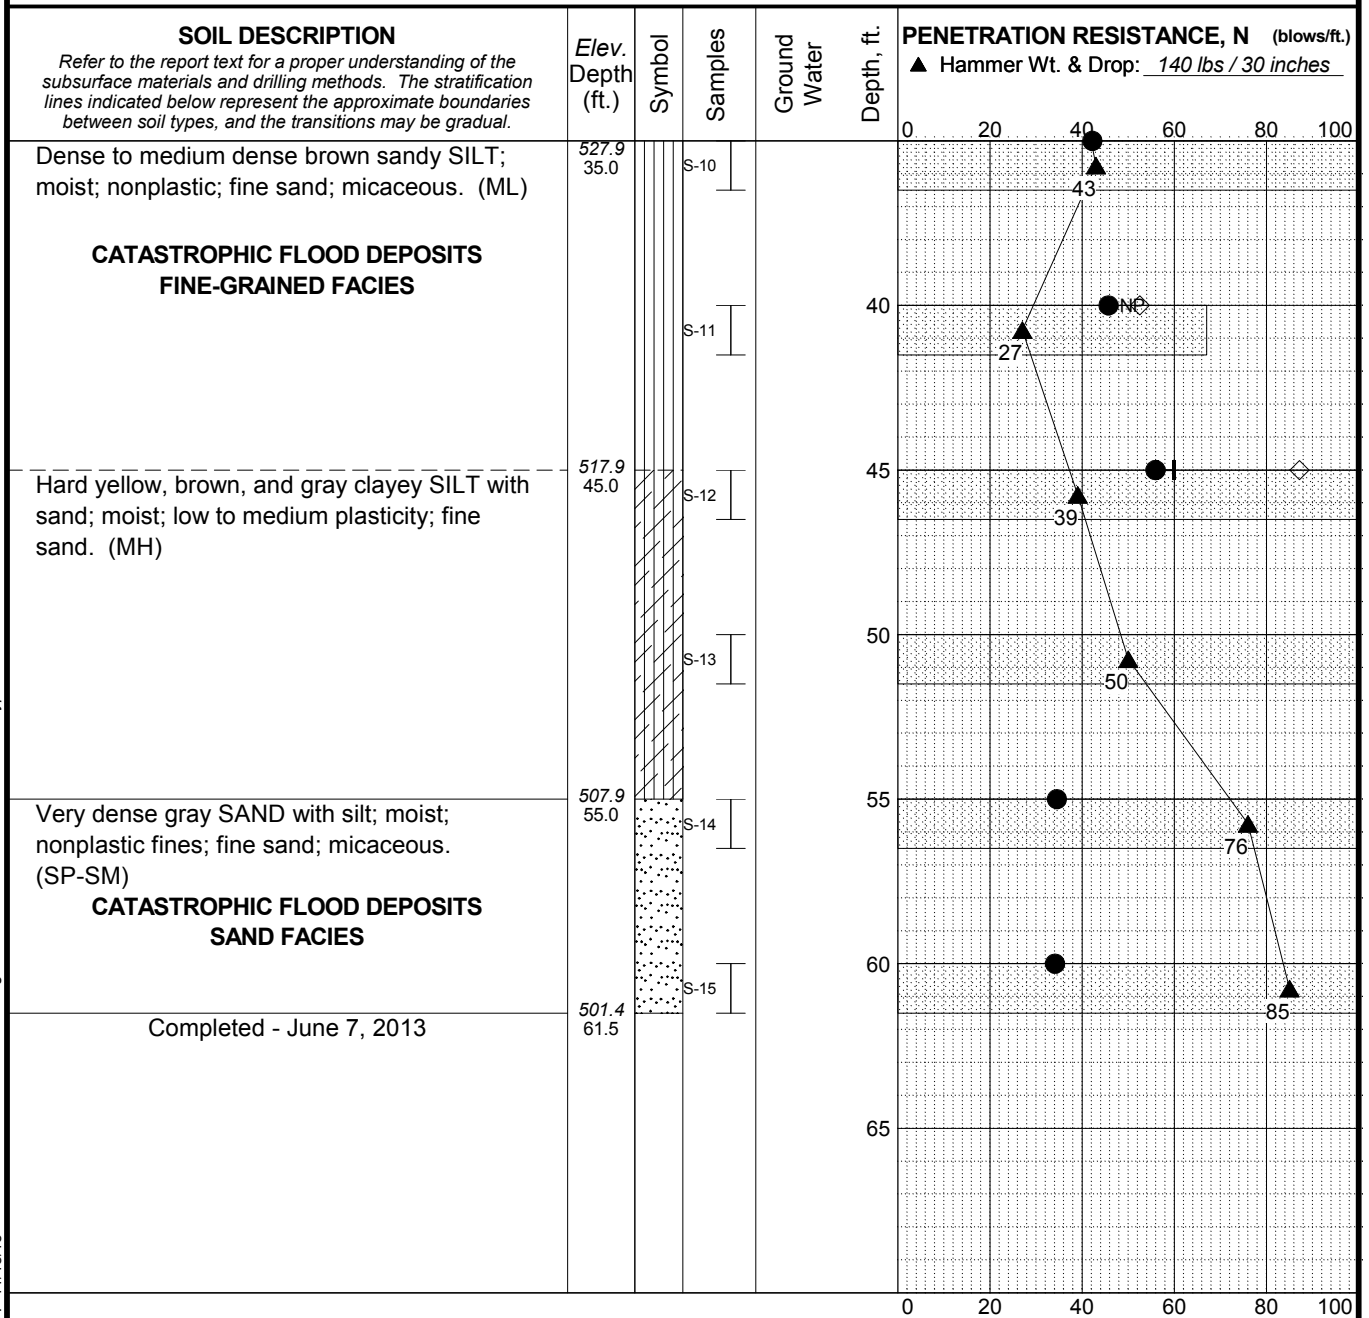 SOIL DESCRIPTION
Refer to the report text for a proper understanding of the
subsurface materials and drilling methods. The stratification
lines indicated below represent the approximate boundaries
between soil types, and the transitions may be gradual.
Elev.
Depth
(ft.)
Symbol
Samples
Ground
Water
Depth, ft.
PENETRATION RESISTANCE, N (blows/ft.)
▲ Hammer Wt. & Drop: 140 lbs / 30 inches
0 20 40 60 80 100
Dense to medium dense brown sandy SILT;
moist; nonplastic; fine sand; micaceous. (ML)
CATASTROPHIC FLOOD DEPOSITS
FINE-GRAINED FACIES
527.9
35.0
S-10
43
40
NP
S-11
27
517.9
45.0
45
Hard yellow, brown, and gray clayey SILT with
sand; moist; low to medium plasticity; fine
sand. (MH)
S-12
39
50
S-13
50
507.9
55.0
55
Very dense gray SAND with silt; moist;
nonplastic fines; fine sand; micaceous.
(SP-SM)
CATASTROPHIC FLOOD DEPOSITS
SAND FACIES
S-14
76
60
S-15
85
501.4
61.5
Completed - June 7, 2013
65
0 20 40 60 80 100